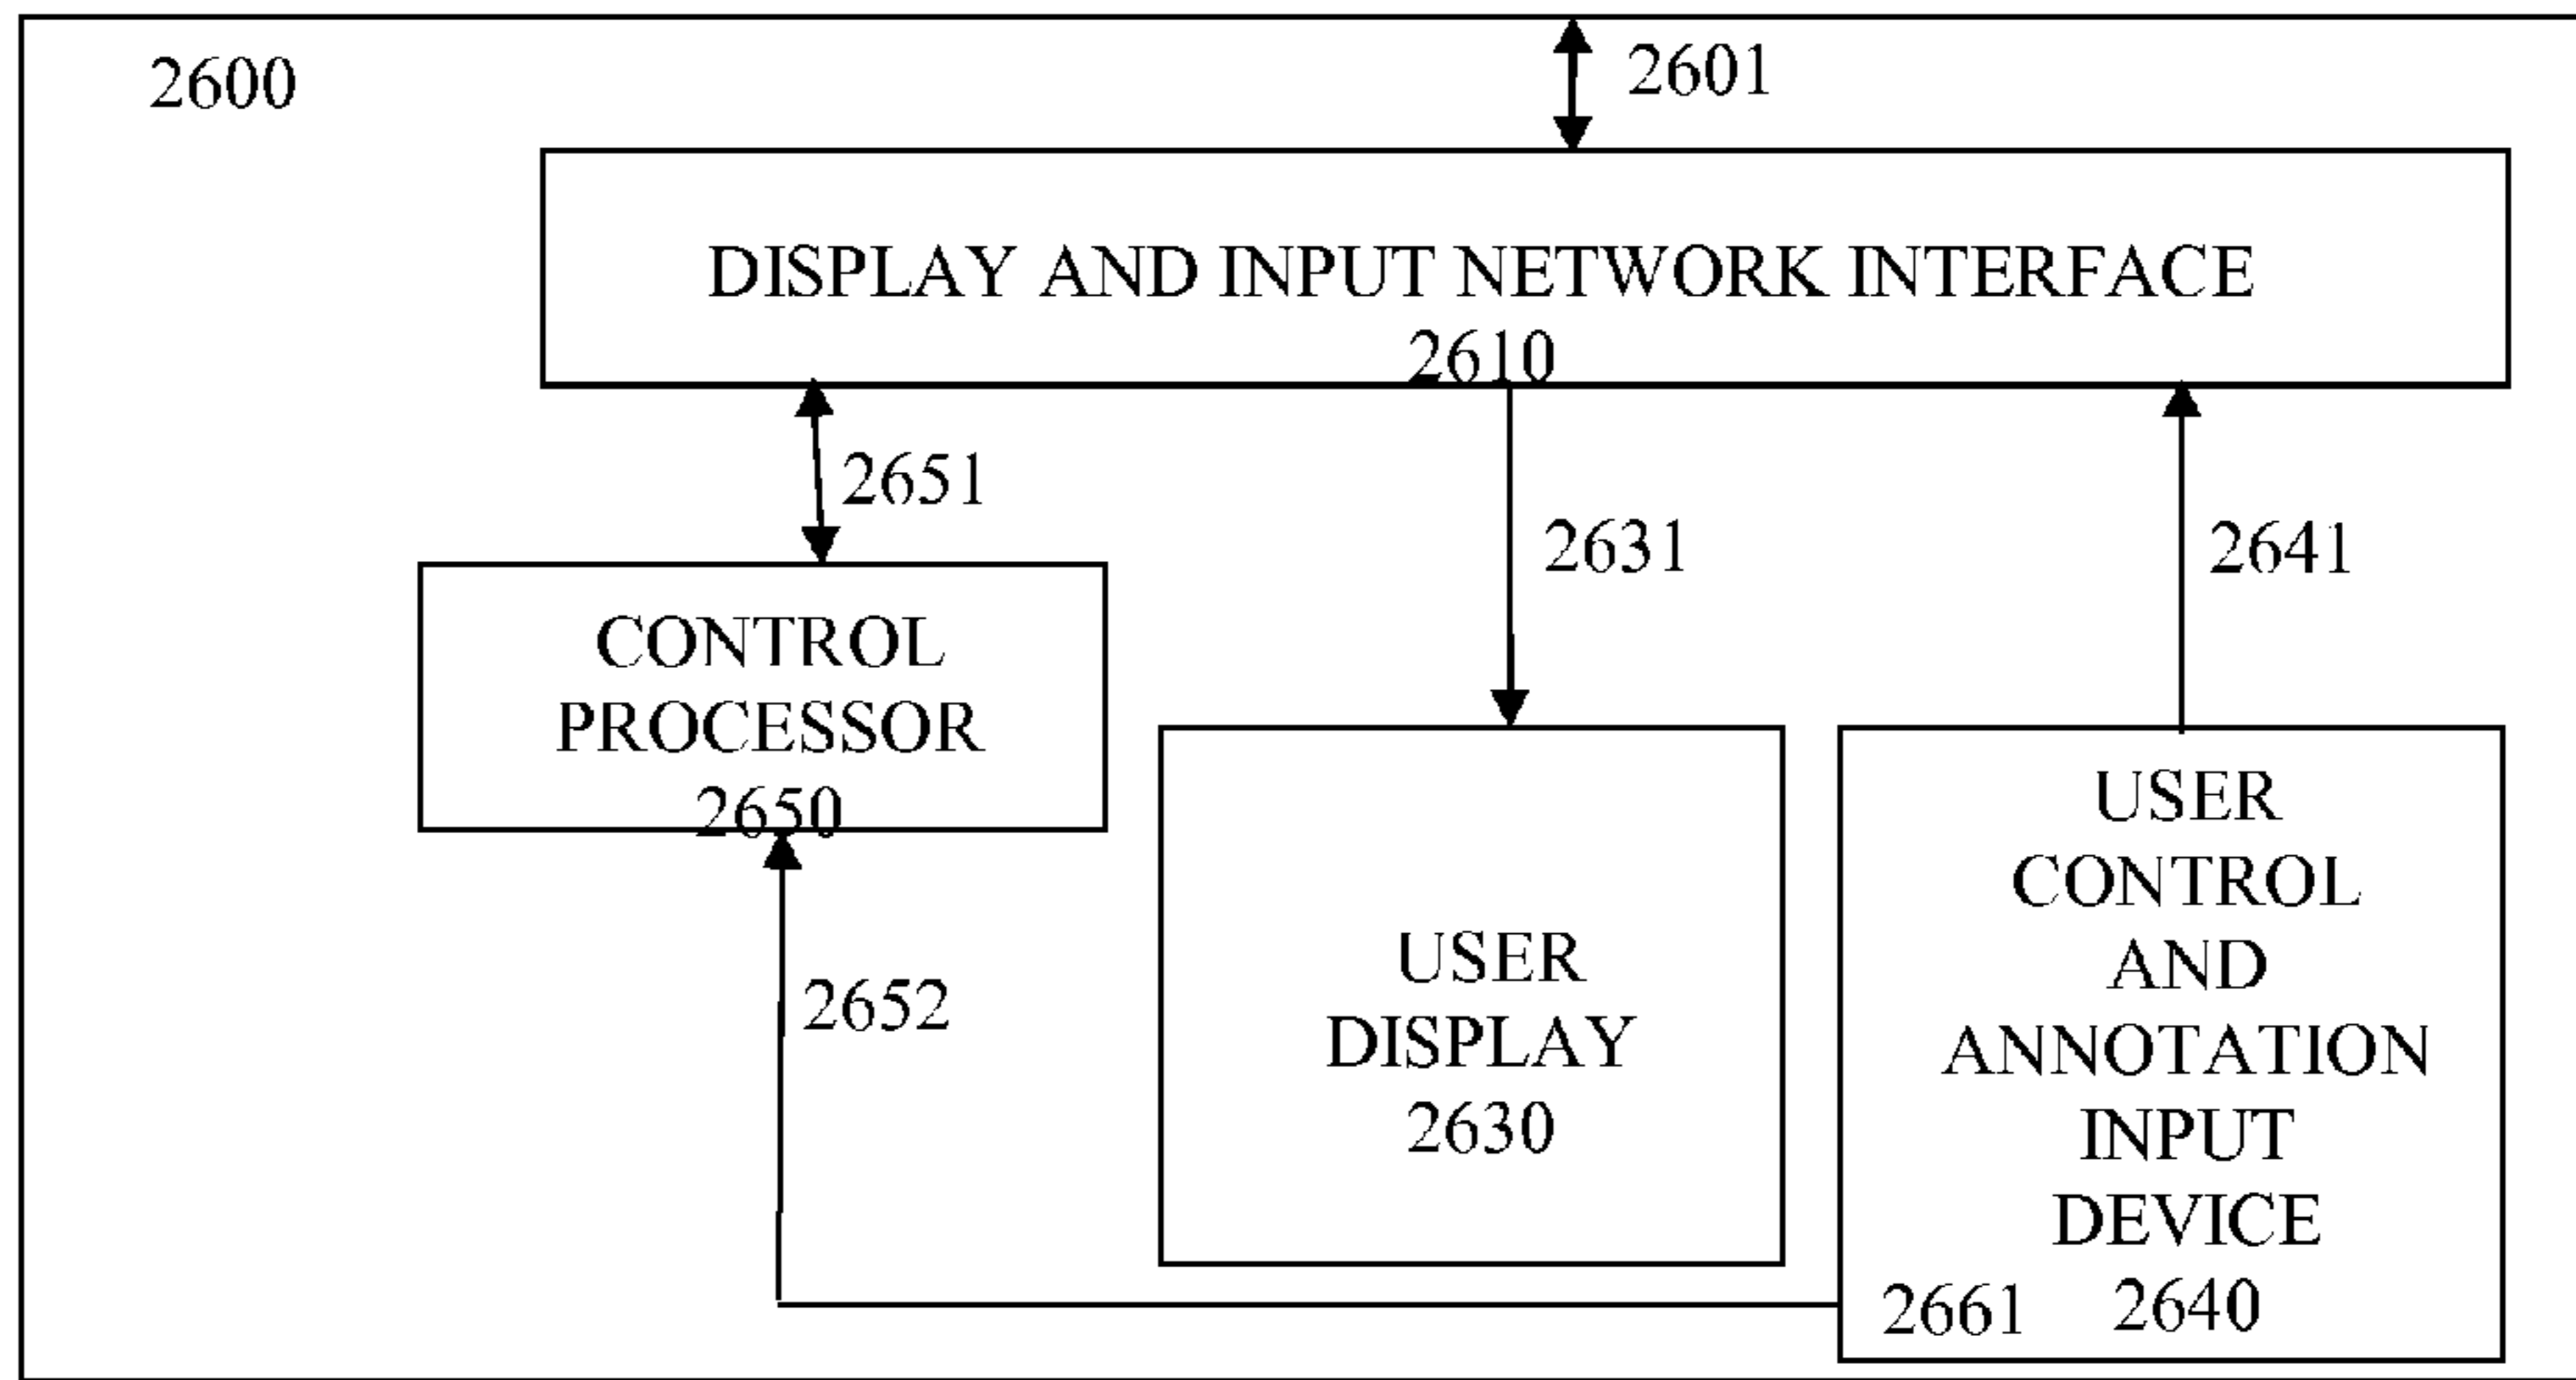 2600
2601
DISPLAY AND INPUT NETWORK INTERFACE
2610
2651
2631
2641
CONTROL
PROCESSOR
2650
2652
USER
DISPLAY
2630
USER
CONTROL
AND
ANNOTATION
INPUT
DEVICE
2661 2640